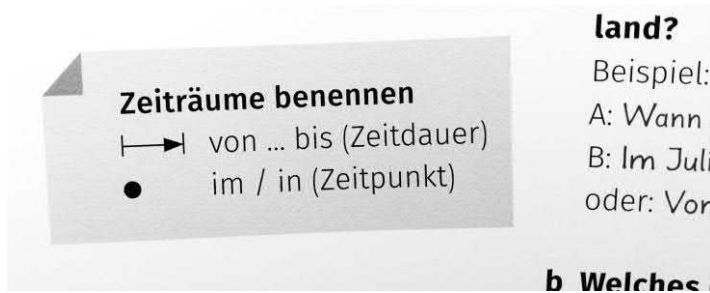 Zeiträume benennen
von ... bis (Zeitdauer)
im / in (Zeitpunkt)
land?
Beispiel:
A: Wann
B: Im Juli
oder: Vor
b Welches